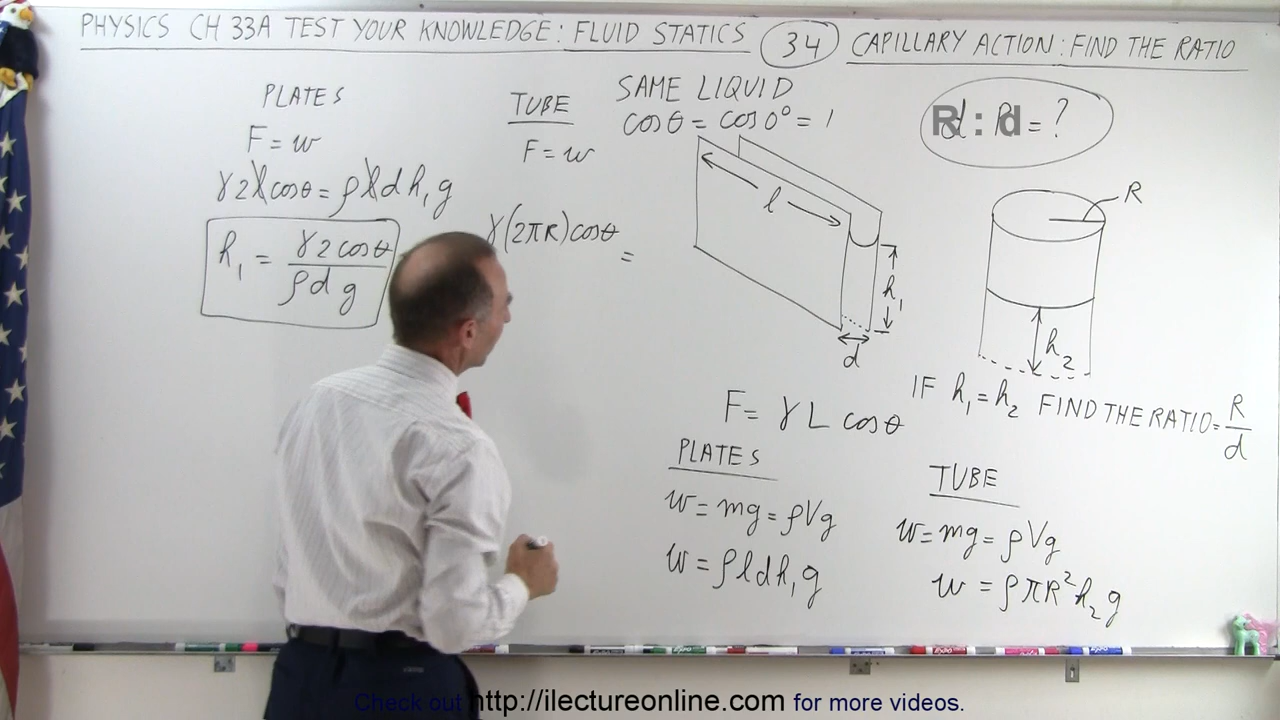 PHYSICS CH 33A TEST YOUR KNOWLEDGE: FLUID STATICS 34 CAPILLARY ACTION: FIND THE RATIO
PLATES
F = w
γ2lcosθ = ρldh₁g
h₁ = γ2cosθ / ρdg
TUBE
F = w
γ(2πR)cosθ
=
SAME LIQUID
cosθ = cos0° = 1
R : d = ?
l
h₁
d
R
h₂
IF h₁ = h₂ FIND THE RATIO = R/d
F = γ L cosθ
PLATES
w = mg = ρVg
w = ρldh₁g
TUBE
w = mg = ρVg
w = ρπR²h₂g
Check out http://ilectureonline.com for more videos.